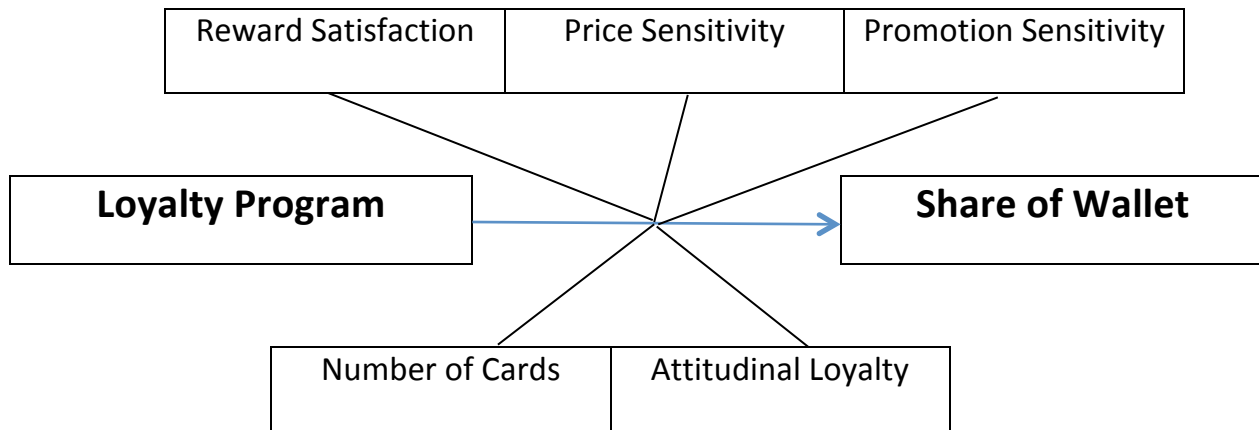 Reward Satisfaction
Price Sensitivity
Promotion Sensitivity
Loyalty Program
Share of Wallet
Number of Cards
Attitudinal Loyalty